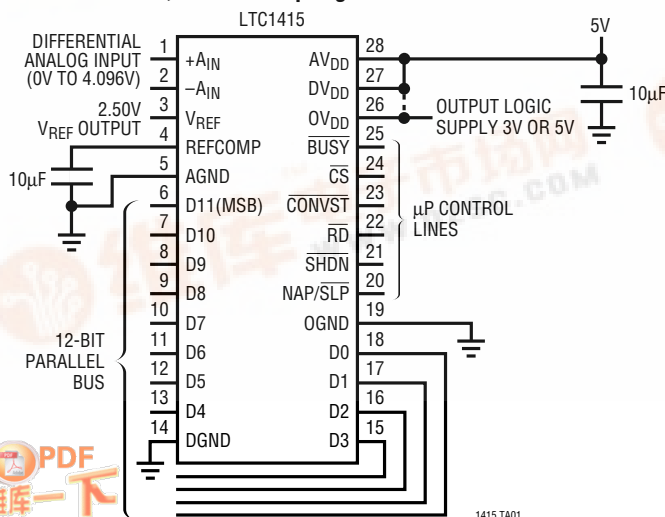 LTC1415
DIFFERENTIAL
ANALOG INPUT
(0V TO 4.096V)
2.50V
VREF OUTPUT
10µF
12-BIT
PARALLEL
BUS
1 +AIN
2 –AIN
3 VREF
4 REFCOMP
5 AGND
6 D11(MSB)
7 D10
8 D9
9 D8
10 D7
11 D6
12 D5
13 D4
14 DGND
AVDD 28
DVDD 27
OVDD 26
BUSY 25
CS 24
CONVST 23
RD 22
SHDN 21
NAP/SLP 20
OGND 19
D0 18
D1 17
D2 16
D3 15
5V
10µF
OUTPUT LOGIC
SUPPLY 3V OR 5V
µP CONTROL
LINES
1415 TA01
PDF